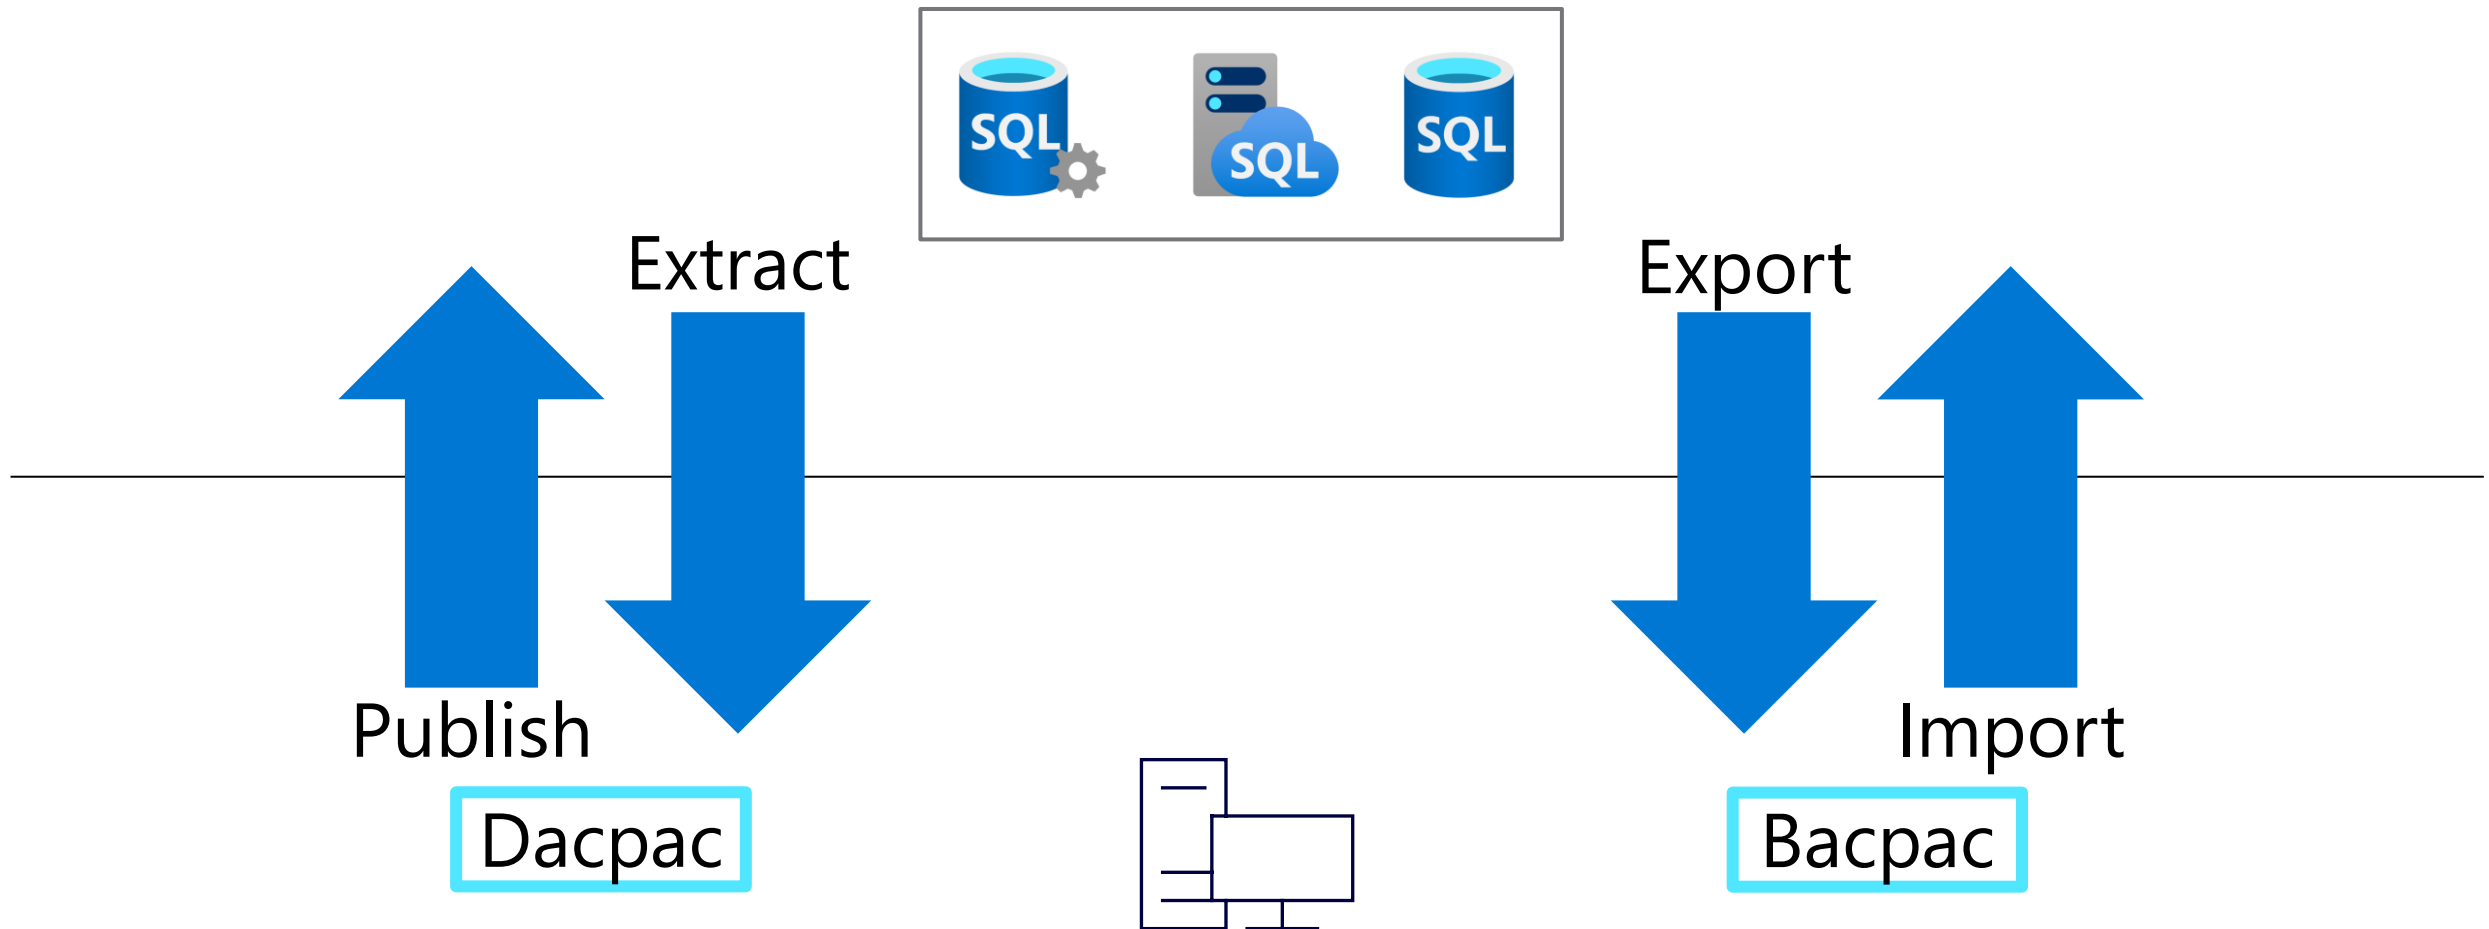 SQL
SQL
SQL
Extract
Export
Publish
Import
Dacpac
Bacpac